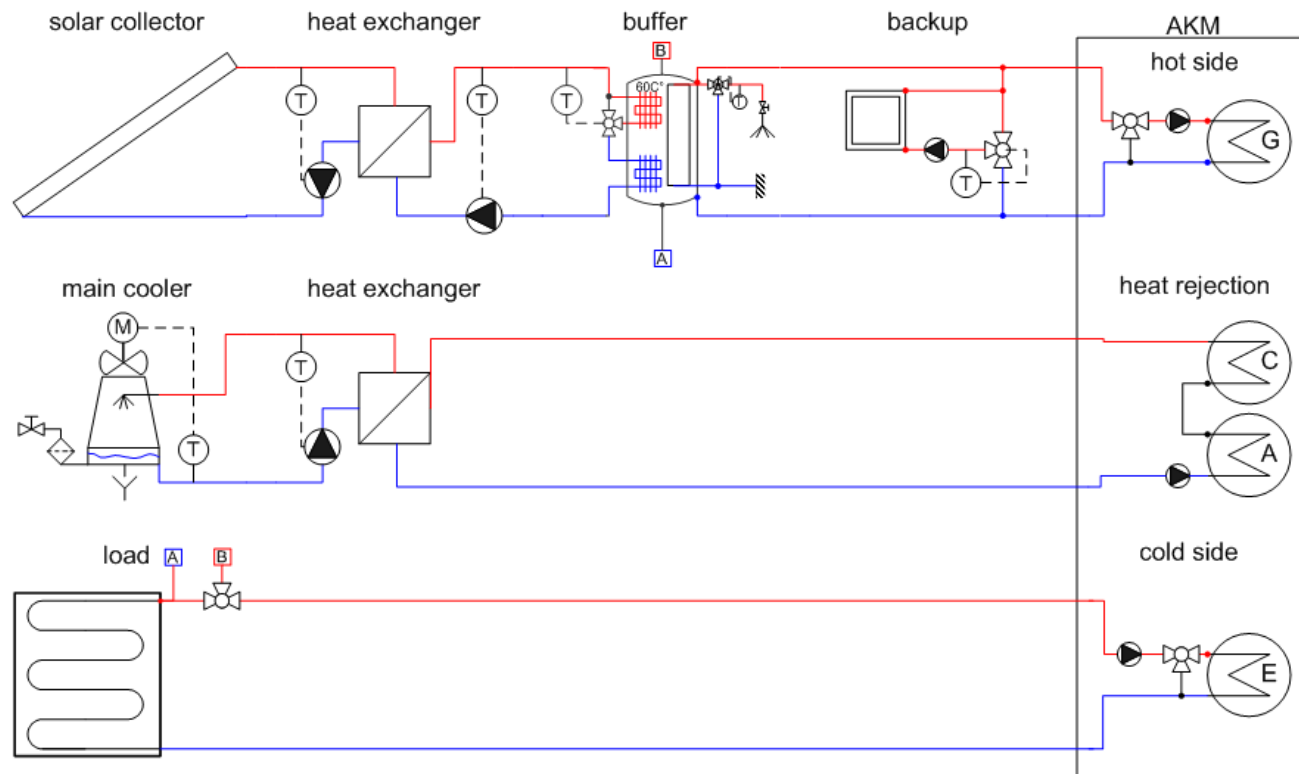 solar collector
heat exchanger
buffer
backup
AKM
hot side
B
60C°
T
T
T
T
T
G
A
main cooler
heat exchanger
heat rejection
M
T
T
C
A
load
A
B
cold side
E